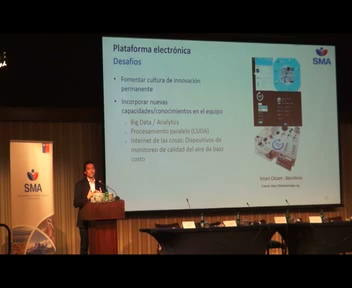 Plataforma electrónica
Desafíos
SMA
• Fomentar cultura de innovación
permanente
• Incorporar nuevas
capacidades/conocimientos en el equipo
- Big Data / Analytics
- Procesamiento paralelo (CUDA)
- Internet de las cosas: Dispositivos de
monitoreo de calidad del aire de bajo
costo
Smart Citizen - Barcelona
SMA